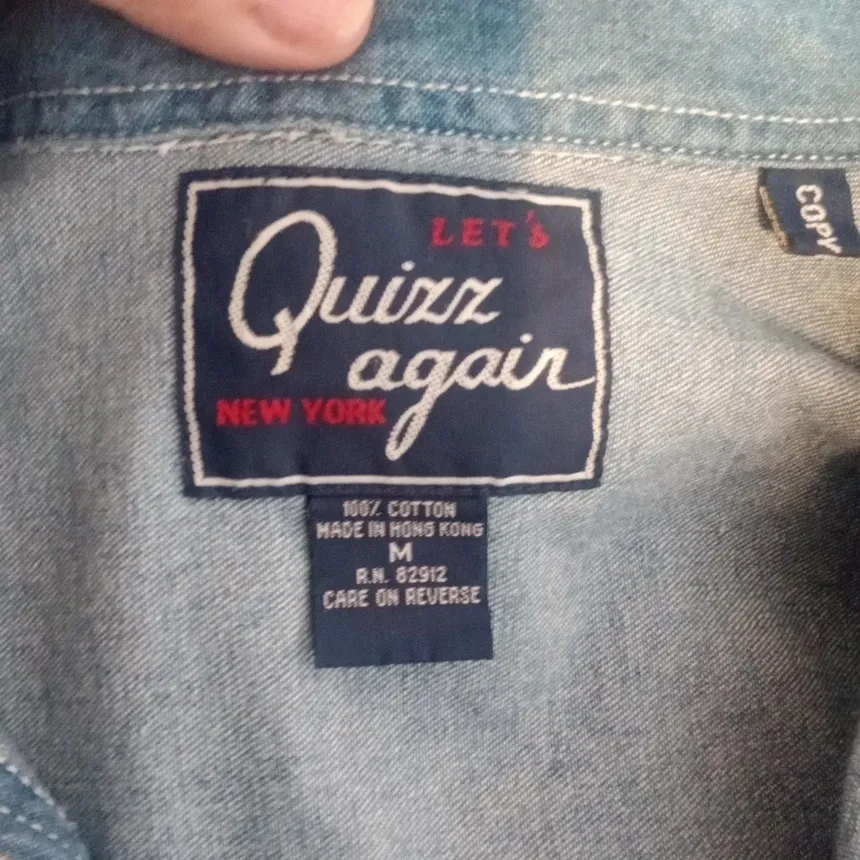 LET'S
Quizz
again
NEW YORK
COPY
100% COTTON
MADE IN HONG KONG
M
R.N. 82912
CARE ON REVERSE